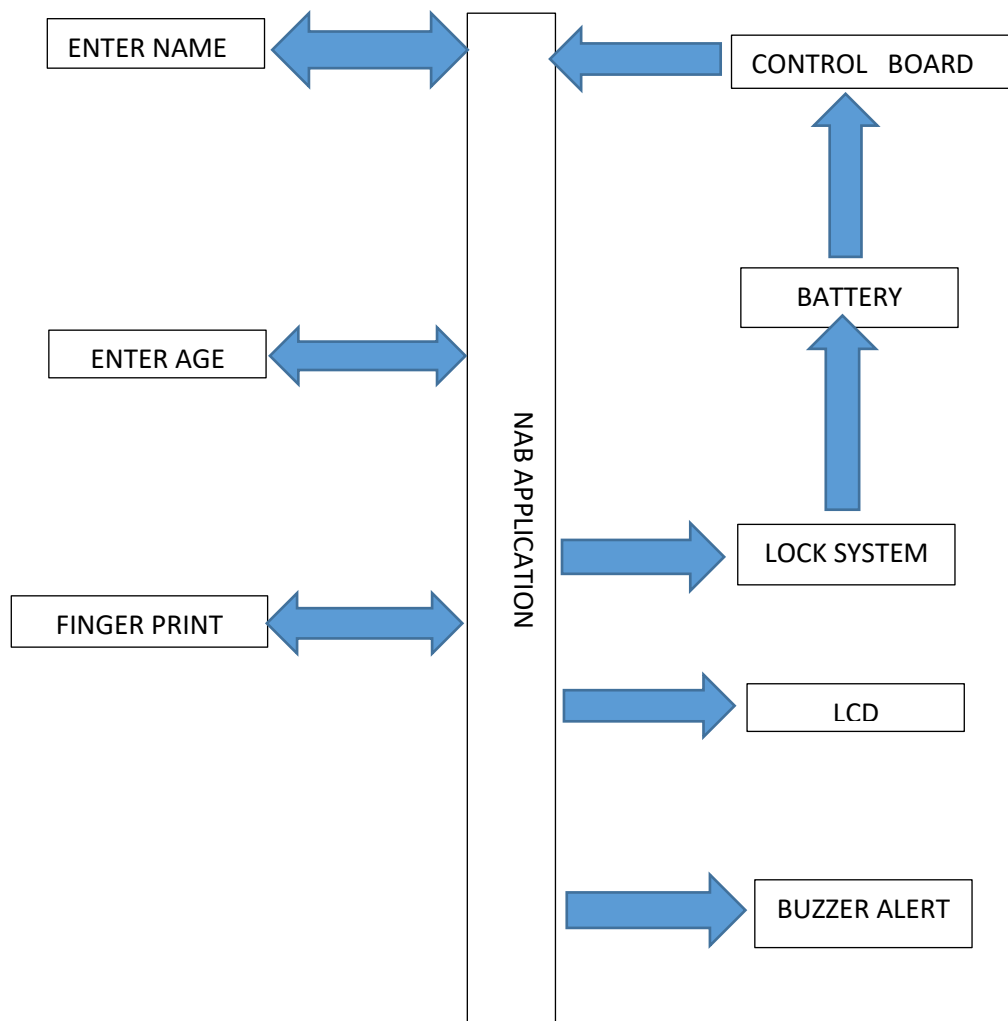 ENTER NAME
CONTROL BOARD
BATTERY
ENTER AGE
NAB APPLICATION
LOCK SYSTEM
FINGER PRINT
LCD
BUZZER ALERT